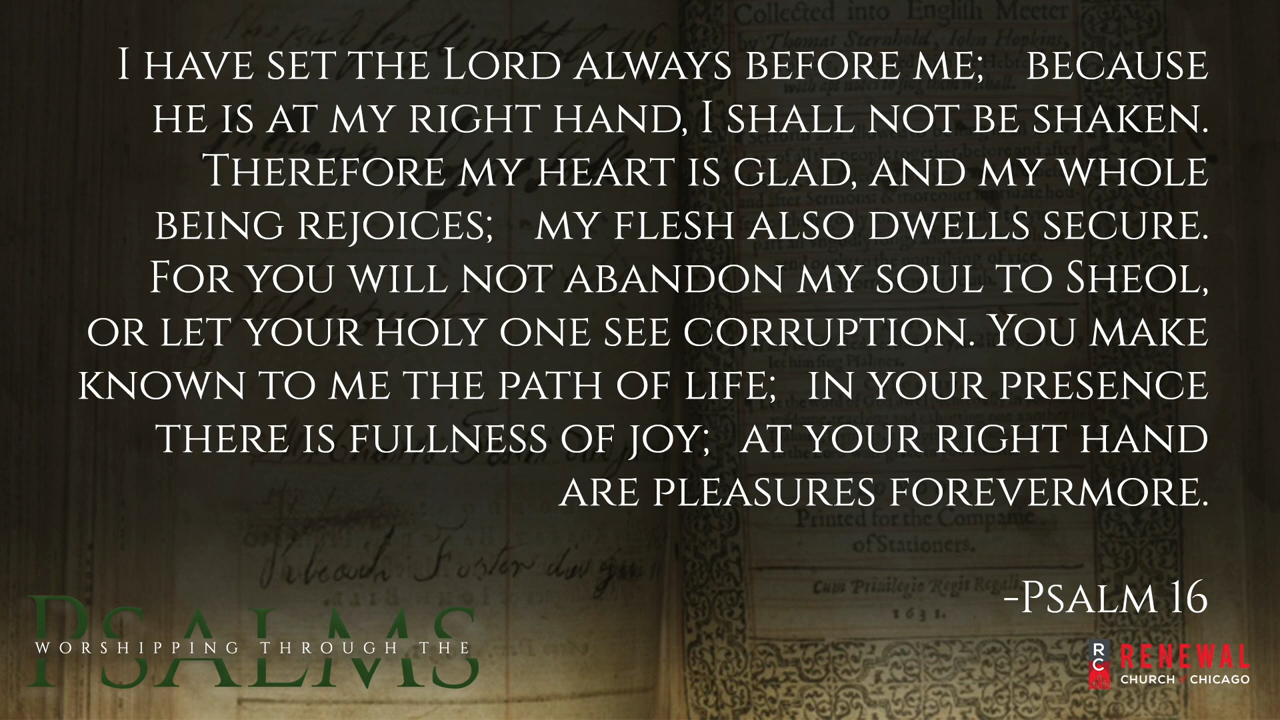 Collected into English Meeter
I HAVE SET THE LORD ALWAYS BEFORE ME; BECAUSE
HE IS AT MY RIGHT HAND, I SHALL NOT BE SHAKEN.
THEREFORE MY HEART IS GLAD, AND MY WHOLE
BEING REJOICES; MY FLESH ALSO DWELLS SECURE.
FOR YOU WILL NOT ABANDON MY SOUL TO SHEOL,
OR LET YOUR HOLY ONE SEE CORRUPTION. YOU MAKE
KNOWN TO ME THE PATH OF LIFE; IN YOUR PRESENCE
THERE IS FULLNESS OF JOY; AT YOUR RIGHT HAND
ARE PLEASURES FOREVERMORE.
Printed for the Companie
of Stationers.
Cum Privilegio Regis Regali
1631.
-PSALM 16
PSALMS
WORSHIPPING THROUGH THE
RC
RENEWAL
CHURCH OF CHICAGO